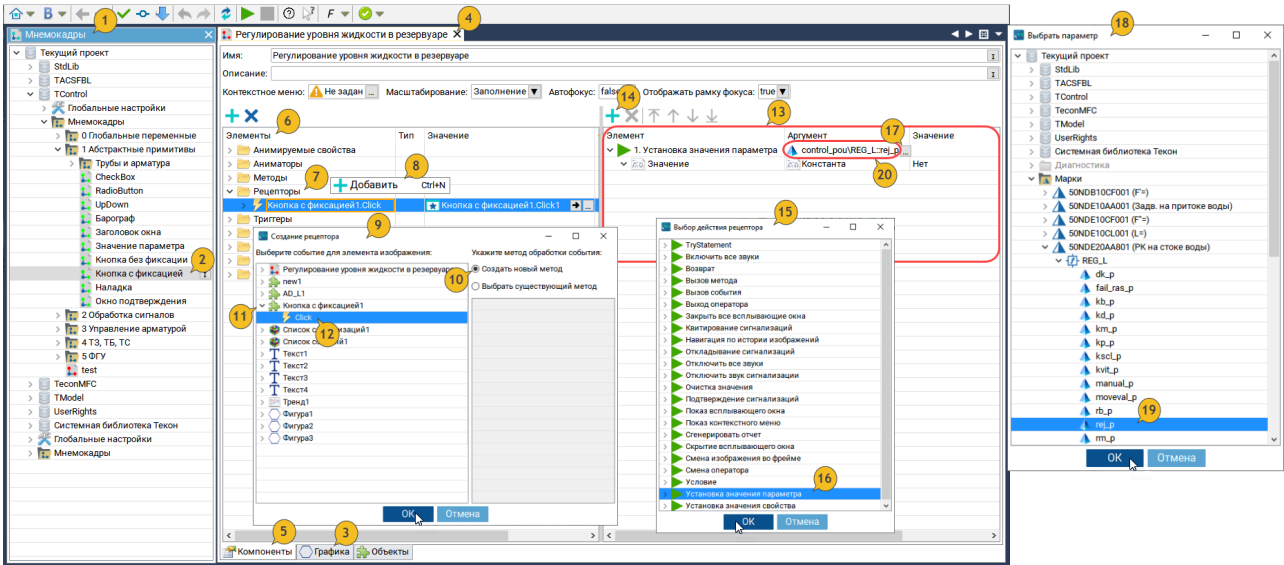 B
F
1
4
18
Мнемокадры
Регулирование уровня жидкости в резервуаре
Выбрать параметр
Текущий проект
StdLib
TACSFBL
TControl
Глобальные настройки
Мнемокадры
0 Глобальные переменные
1 Абстрактные примитивы
Трубы и арматура
CheckBox
RadioButton
UpDown
Барограф
Заголовок окна
Значение параметра
Кнопка без фиксации
2
Кнопка с фиксацией
Наладка
Окно подтверждения
2 Обработка сигналов
3 Управление арматурой
4 ТЗ, ТБ, ТС
5 ФГУ
test
TeconMFC
TModel
UserRights
Системная библиотека Текон
Глобальные настройки
Мнемокадры
Имя: Регулирование уровня жидкости в резервуаре
Описание:
Контекстное меню: Не задан ... Масштабирование: Заполнение Автофокус: false Отображать рамку фокуса: true
6
Элементы Тип Значение
Анимируемые свойства
Аниматоры
Методы
7
8
Рецепторы
Добавить Ctrl+N
Кнопка с фиксацией1.Click Кнопка с фиксацией1.Click1 ...
Триггеры
9
Создание рецептора
Выберите событие для элемента изображения: Укажите метод обработки события:
Регулирование уровня жидкости в резервуаре
new1
AD_L1
11
Кнопка с фиксацией1
Click
12
Текст1
Текст2
Текст3
Текст4
Тренд1
Фигура1
Фигура2
Фигура3
10
Создать новый метод
Выбрать существующий метод
OK Отмена
5
3
Компоненты Графика Объекты
14
13
17
Элемент Аргумент Значение
1. Установка значения параметра control_pou\REG_L::rej_p ...
Значение Константа Нет
20
15
Выбор действия рецептора
TryStatement
Включить все звуки
Возврат
Вызов метода
Вызов события
Выход оператора
Закрыть все всплывающие окна
Квитирование сигнализаций
Навигация по истории изображений
Откладывание сигнализаций
Отключить все звуки
Отключить звук сигнализации
Очистка значения
Подтверждение сигнализаций
Показ всплывающего окна
Показ контекстного меню
Сгенерировать отчет
Скрытие всплывающего окна
Смена изображения во фрейме
Смена оператора
Условие
16
Установка значения параметра
Установка значения свойства
OK Отмена
Текущий проект
StdLib
TACSFBL
TControl
TeconMFC
TModel
UserRights
Системная библиотека Текон
Диагностика
Марки
50NDB10CF001 (F'=)
50NDE10AA001 (Задв. на притоке воды)
50NDE10CF001 (F"=)
50NDE10CL001 (L=)
50NDE20AA801 (РК на стоке воды)
REG_L
dk_p
fail_ras_p
kb_p
kd_p
km_p
kp_p
kscl_p
kvit_p
manual_p
moveval_p
rb_p
19
rej_p
rm_p
OK Отмена